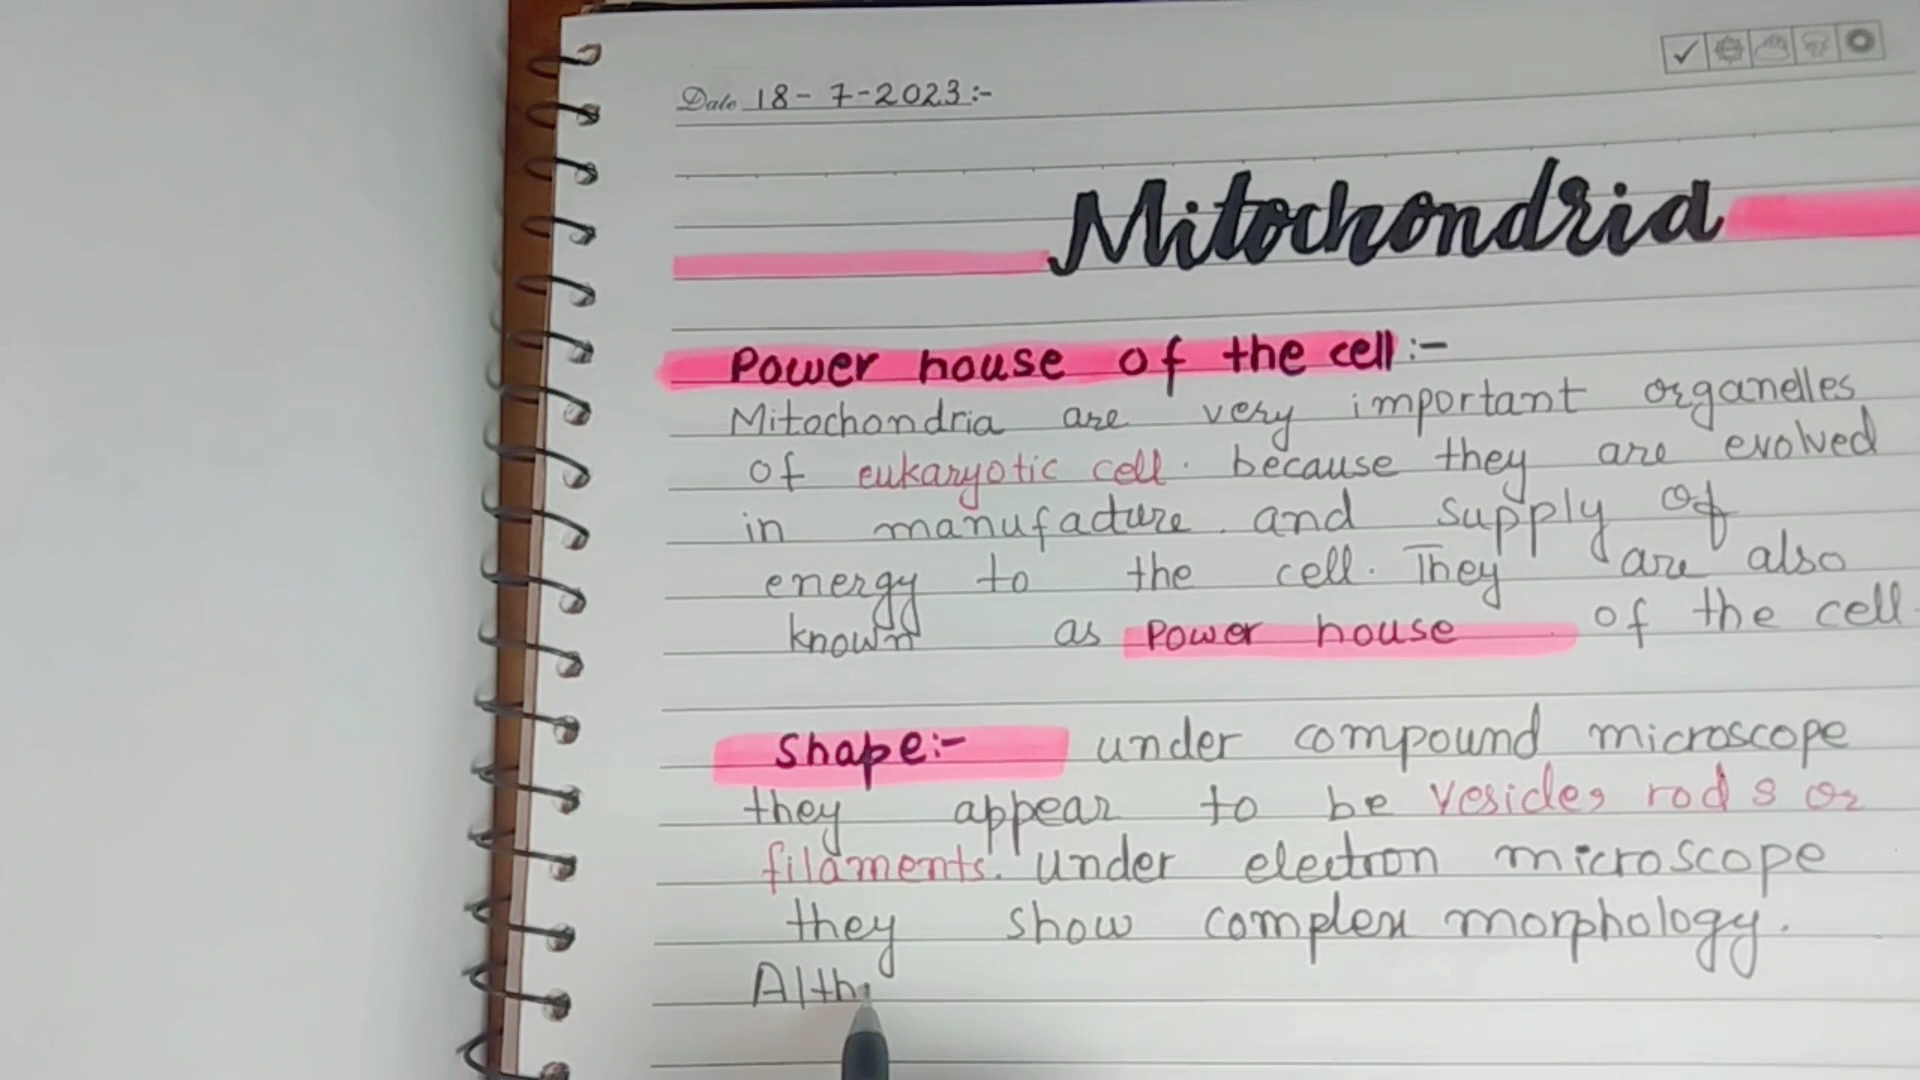 Date 18-7-2023:-
Mitochondria
Power house of the cell:-
Mitochondria are very important organelles
of eukaryotic cell. because they are evolved
in manufacture and supply of
energy to the cell. They are also
known as Power house of the cell.
Shape:- under compound microscope
they appear to be vesicles rods or
filaments. under electron microscope
they show complex morphology.
Alth